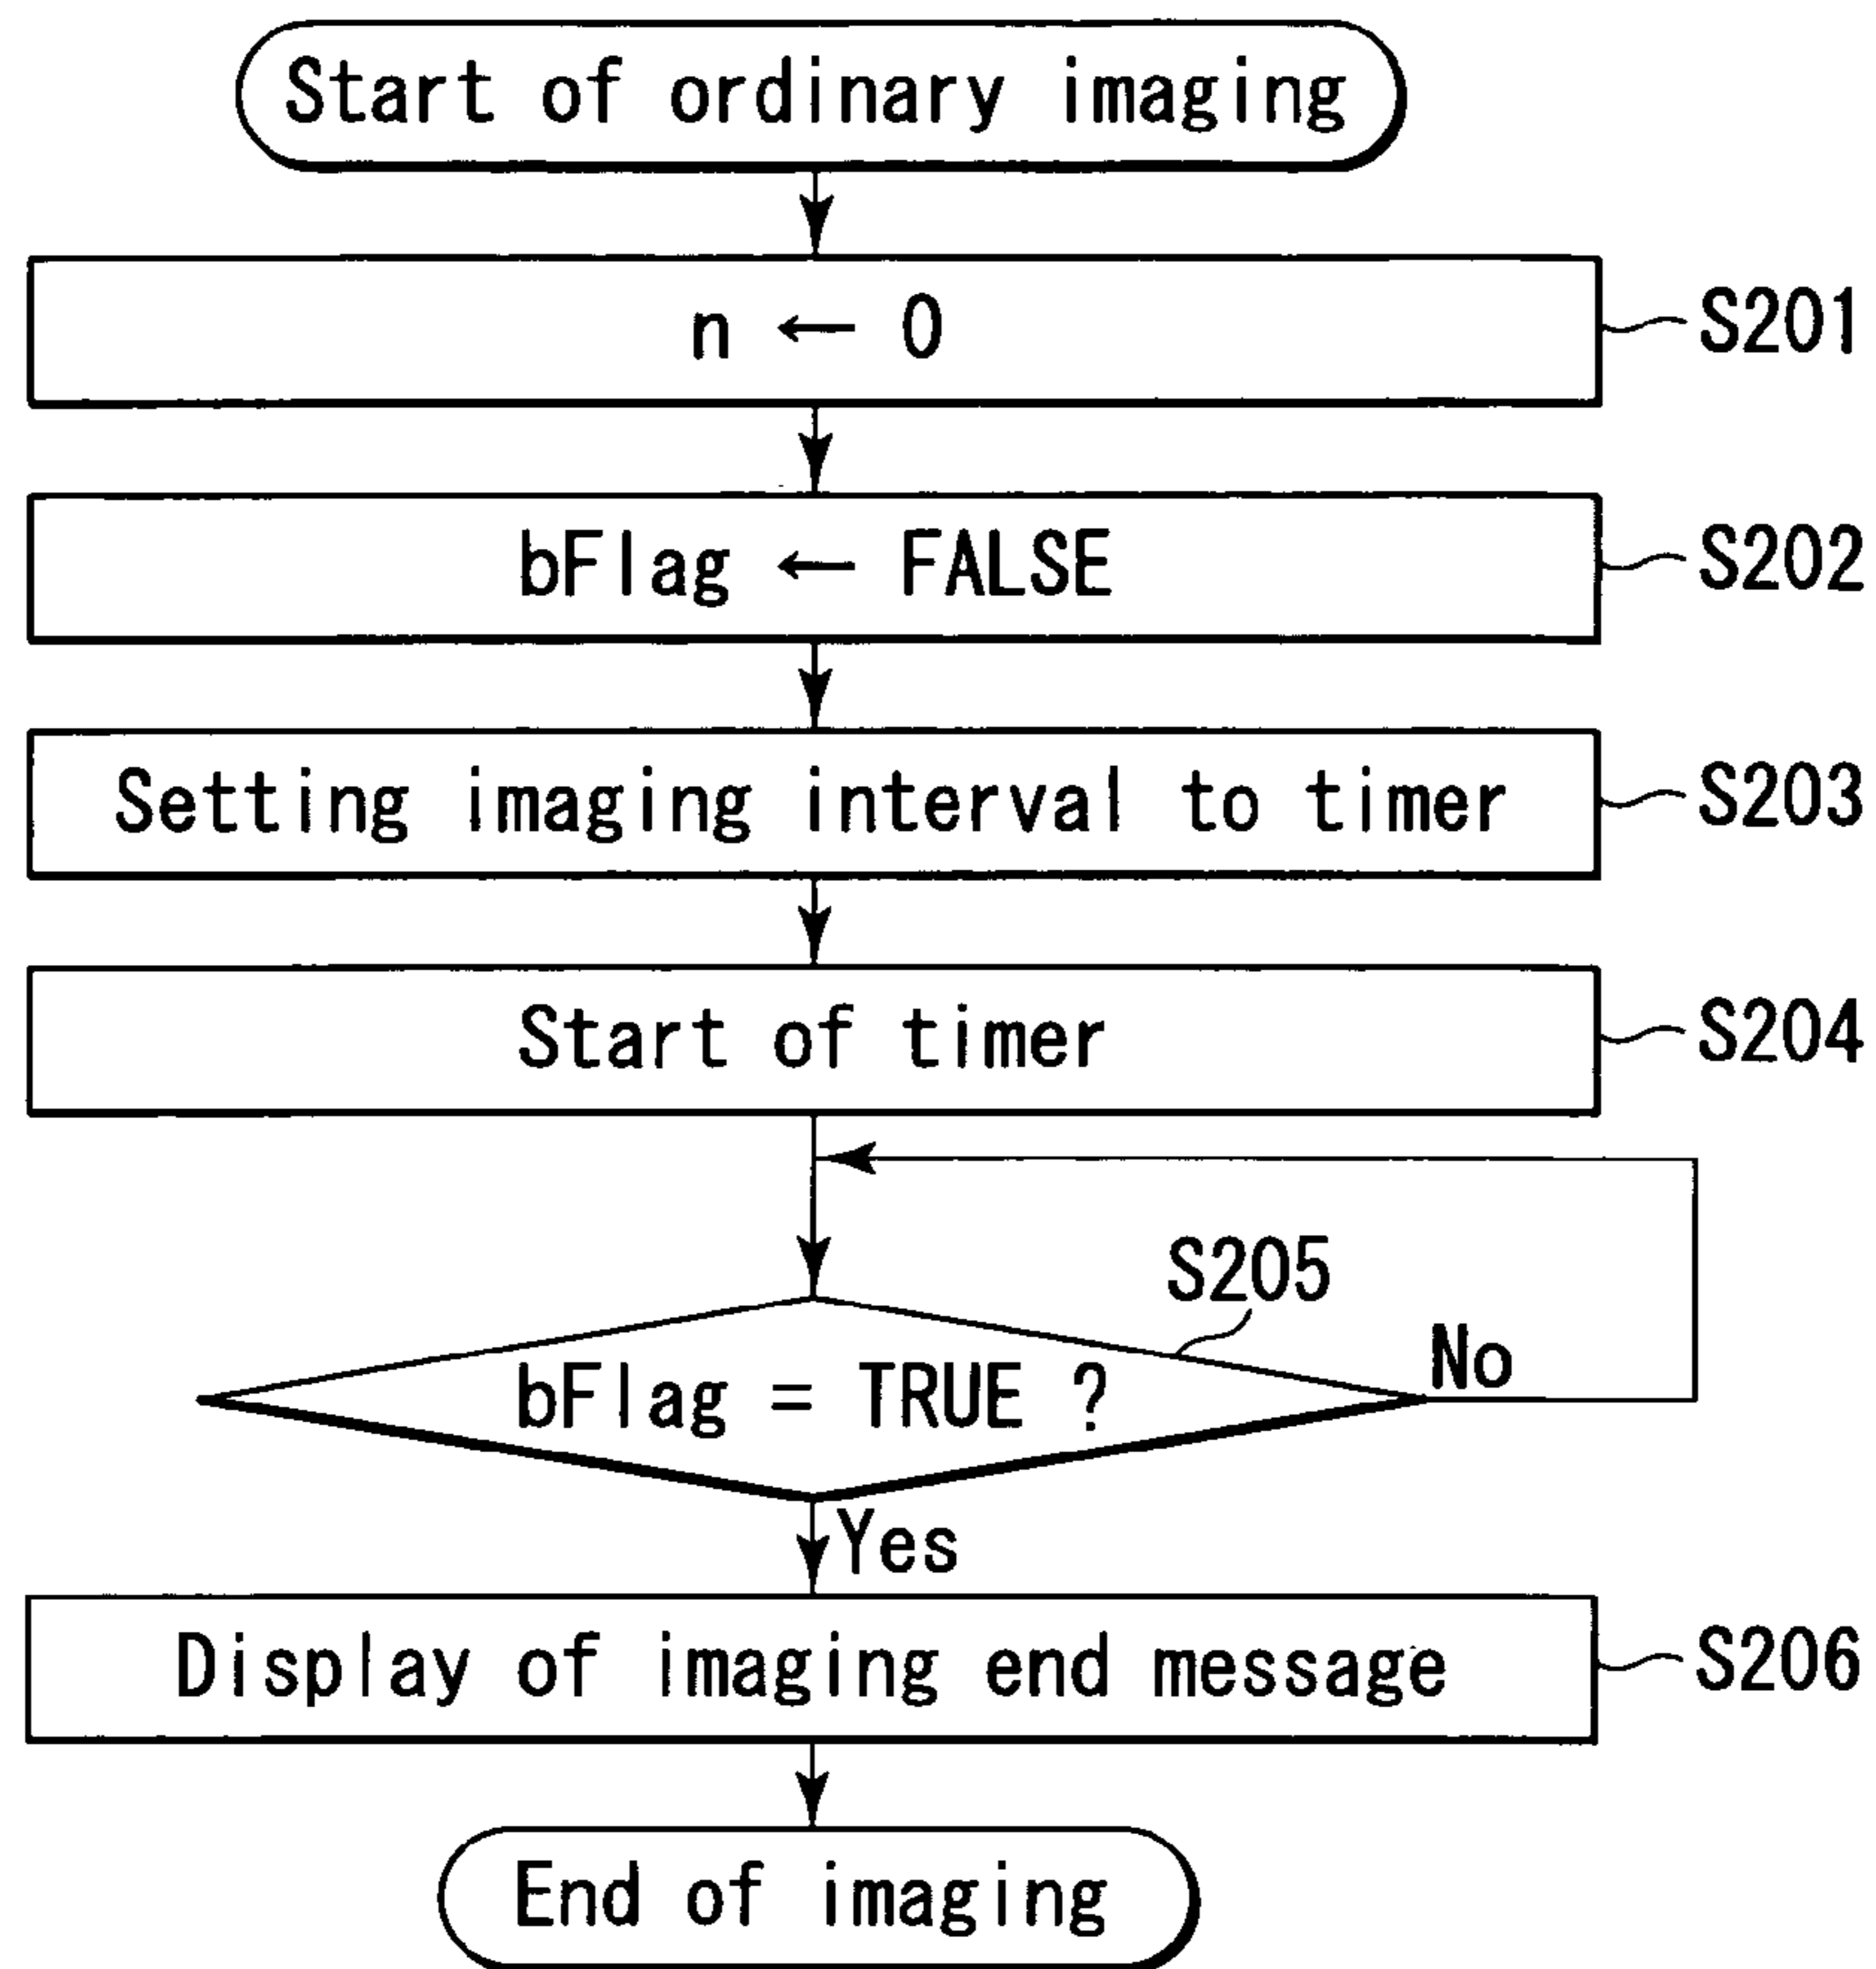 Start of ordinary imaging
n ← 0
S201
bFlag ← FALSE
S202
Setting imaging interval to timer
S203
Start of timer
S204
S205
bFlag = TRUE ?
No
Yes
Display of imaging end message
S206
End of imaging